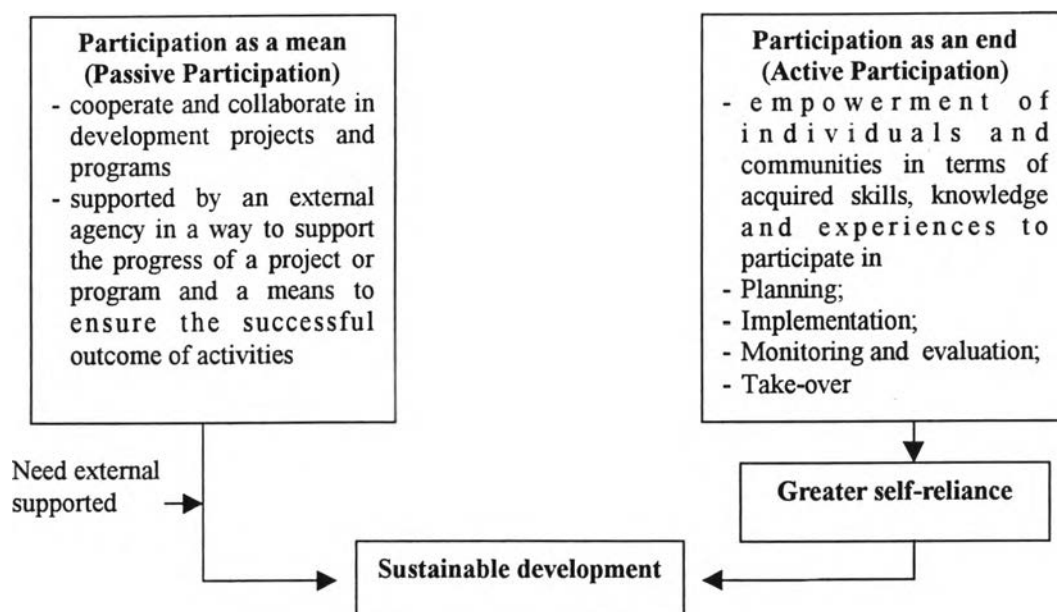 Participation as a mean
(Passive Participation)
- cooperate and collaborate in
development projects and
programs
- supported by an external
agency in a way to support
the progress of a project or
program and a means to
ensure the successful
outcome of activities
Participation as an end
(Active Participation)
- empowerment of
individuals and
communities in terms of
acquired skills, knowledge
and experiences to
participate in
- Planning;
- Implementation;
- Monitoring and evaluation;
- Take-over
Need external
supported
Greater self-reliance
Sustainable development